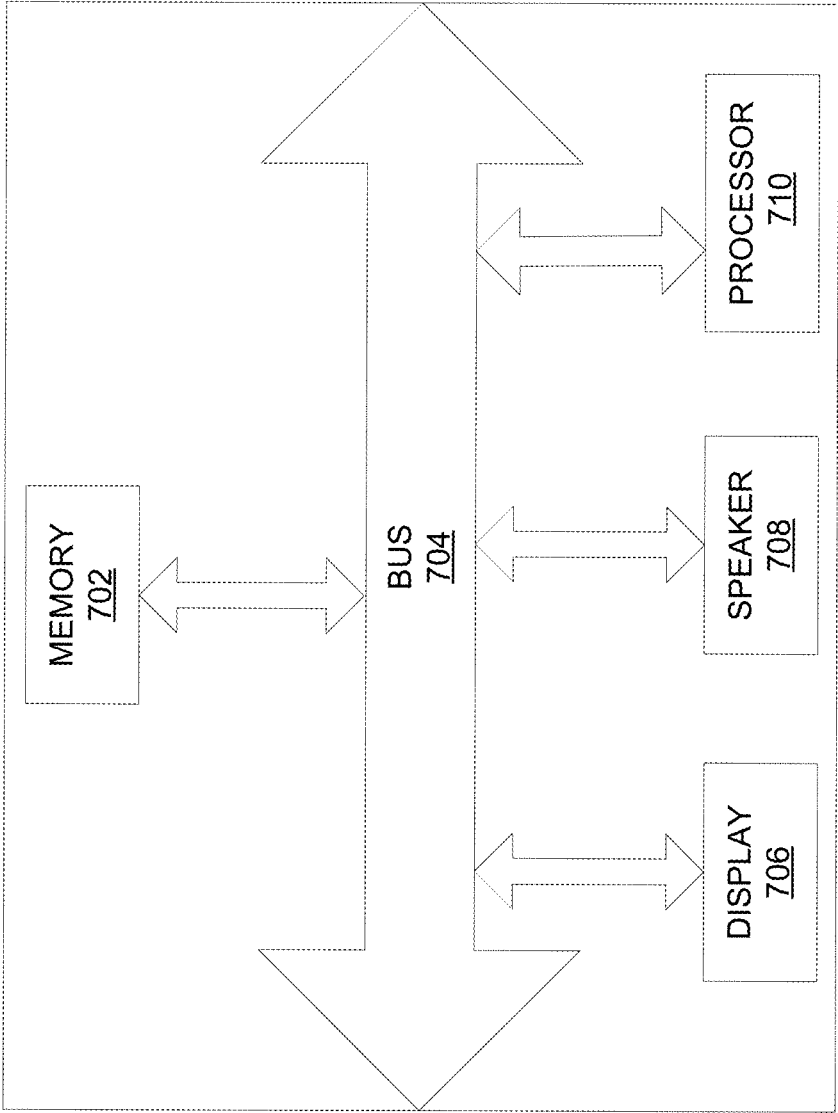 MEMORY
702
BUS
704
DISPLAY
706
SPEAKER
708
PROCESSOR
710